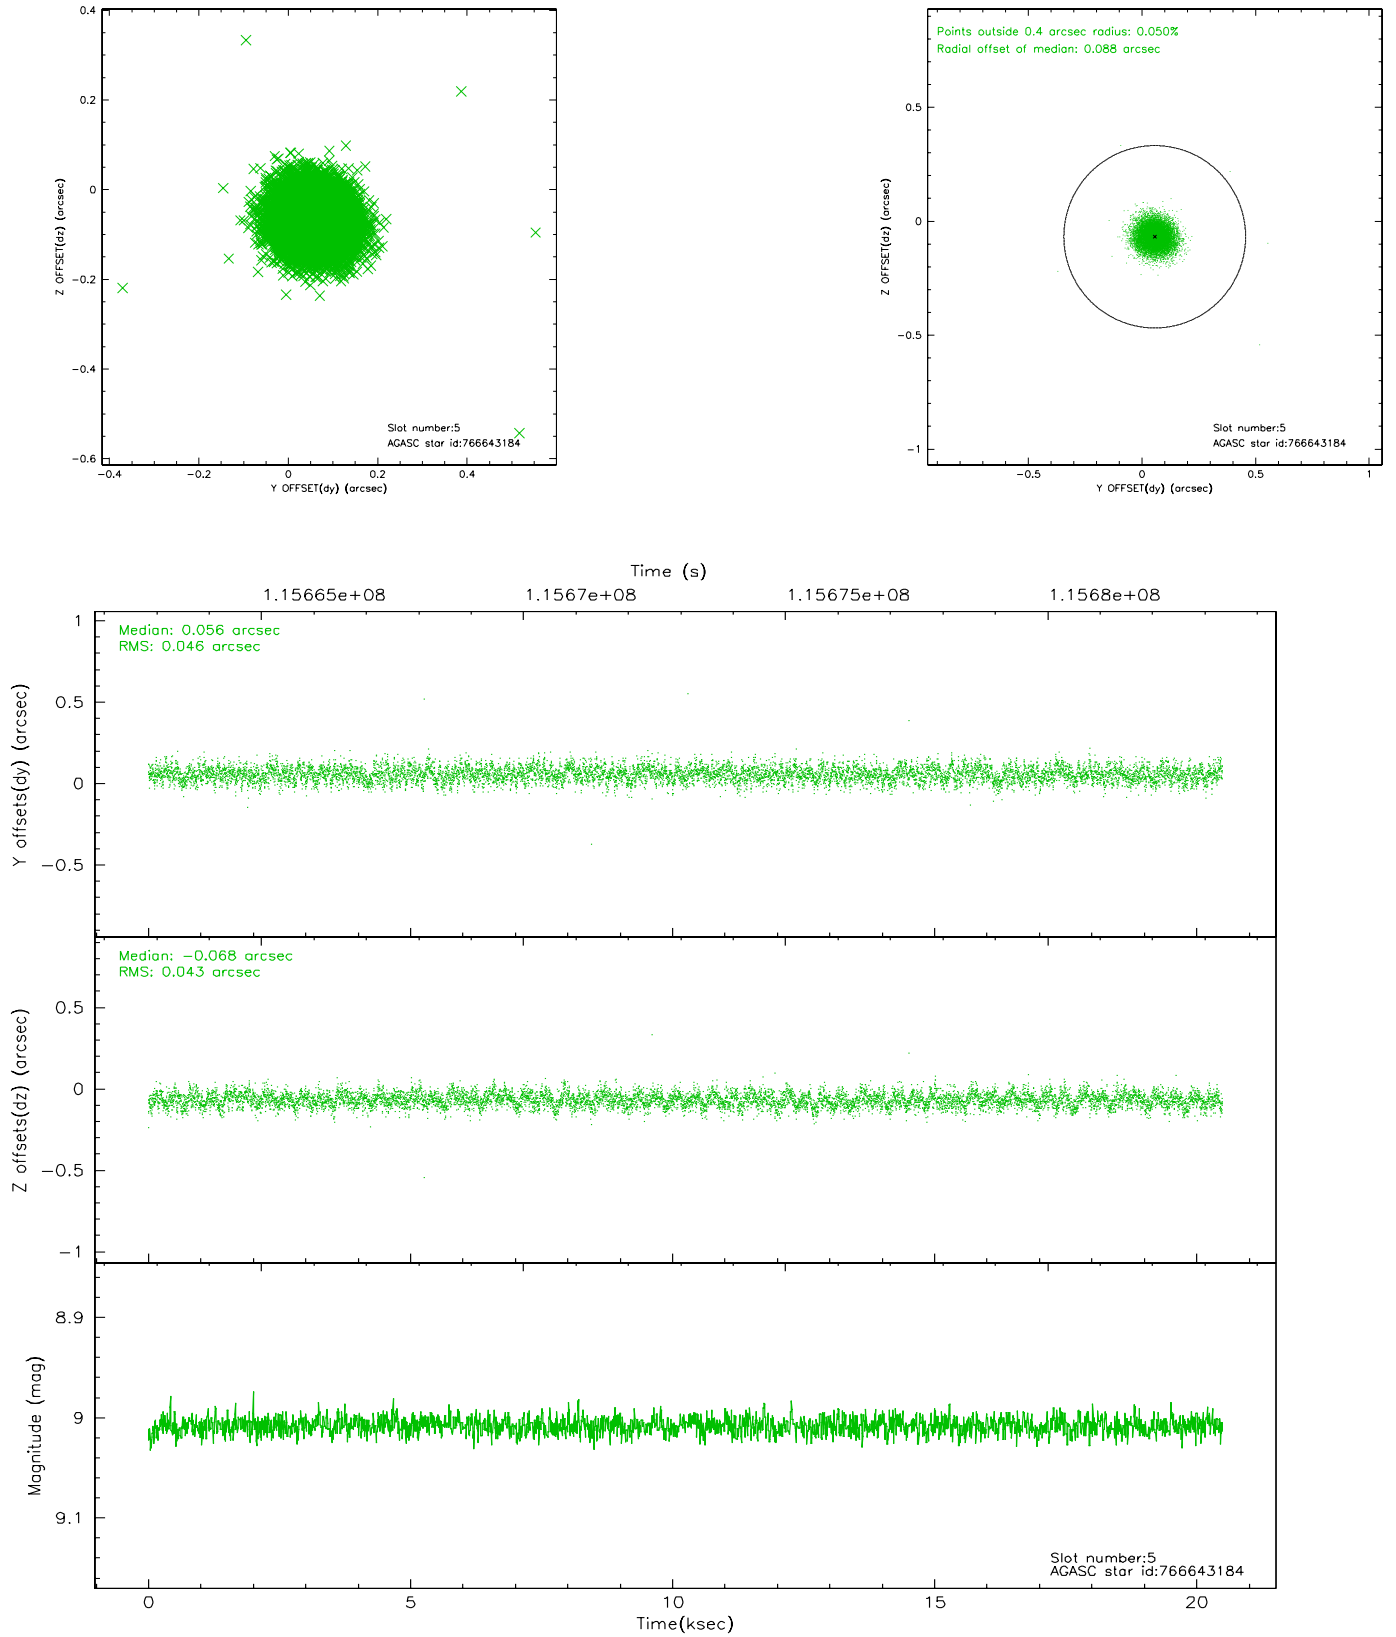 0.4
0.2
0
-0.2
-0.4
-0.6
Z OFFSET(dz) (arcsec)
Slot number:5
AGASC star id:766643184
-0.4 -0.2 0 0.2 0.4
Y OFFSET(dy) (arcsec)
Points outside 0.4 arcsec radius: 0.050%
Radial offset of median: 0.088 arcsec
0.5
0
-0.5
-1
Z OFFSET(dz) (arcsec)
Slot number:5
AGASC star id:766643184
-0.5 0 0.5 1
Y OFFSET(dy) (arcsec)
Time (s)
1.15665e+08 1.1567e+08 1.15675e+08 1.1568e+08
Median: 0.056 arcsec
RMS: 0.046 arcsec
1
0.5
0
-0.5
Y offsets(dy) (arcsec)
Median: -0.068 arcsec
RMS: 0.043 arcsec
0.5
0
-0.5
-1
Z offsets(dz) (arcsec)
8.9
9
9.1
Magnitude (mag)
Slot number:5
AGASC star id:766643184
0 5 10 15 20
Time(ksec)